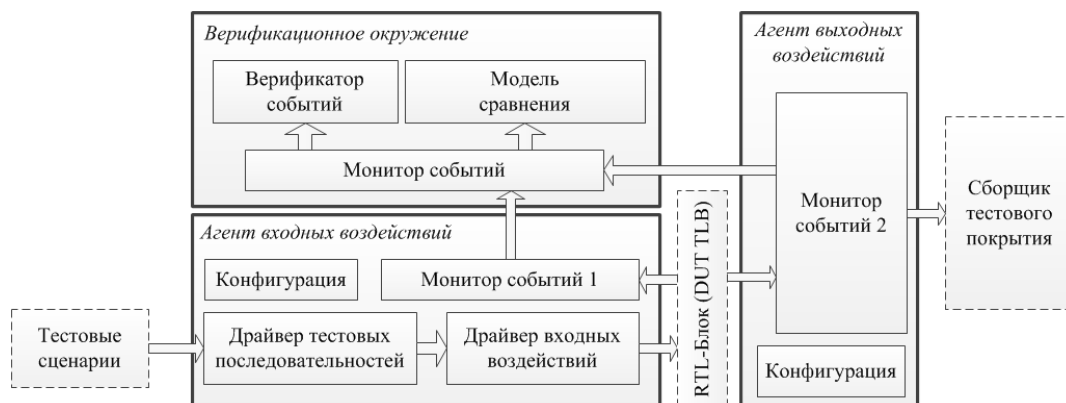 Верификационное окружение
Верификатор
событий
Модель
сравнения
Монитор событий
Агент входных воздействий
Конфигурация
Монитор событий 1
Тестовые
сценарии
Драйвер тестовых
последовательностей
Драйвер входных
воздействий
RTL-Блок (DUT TLB)
Агент выходных
воздействий
Монитор
событий 2
Конфигурация
Сборщик
тестового
покрытия